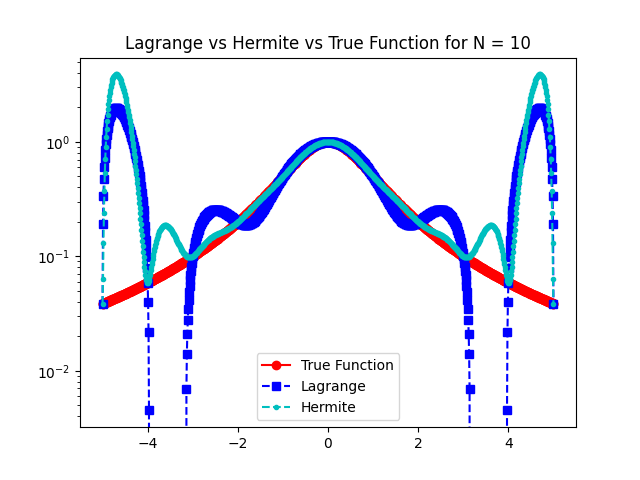 Lagrange vs Hermite vs True Function for N = 10
10⁰
10⁻¹
10⁻²
True Function
Lagrange
Hermite
−4 −2 0 2 4